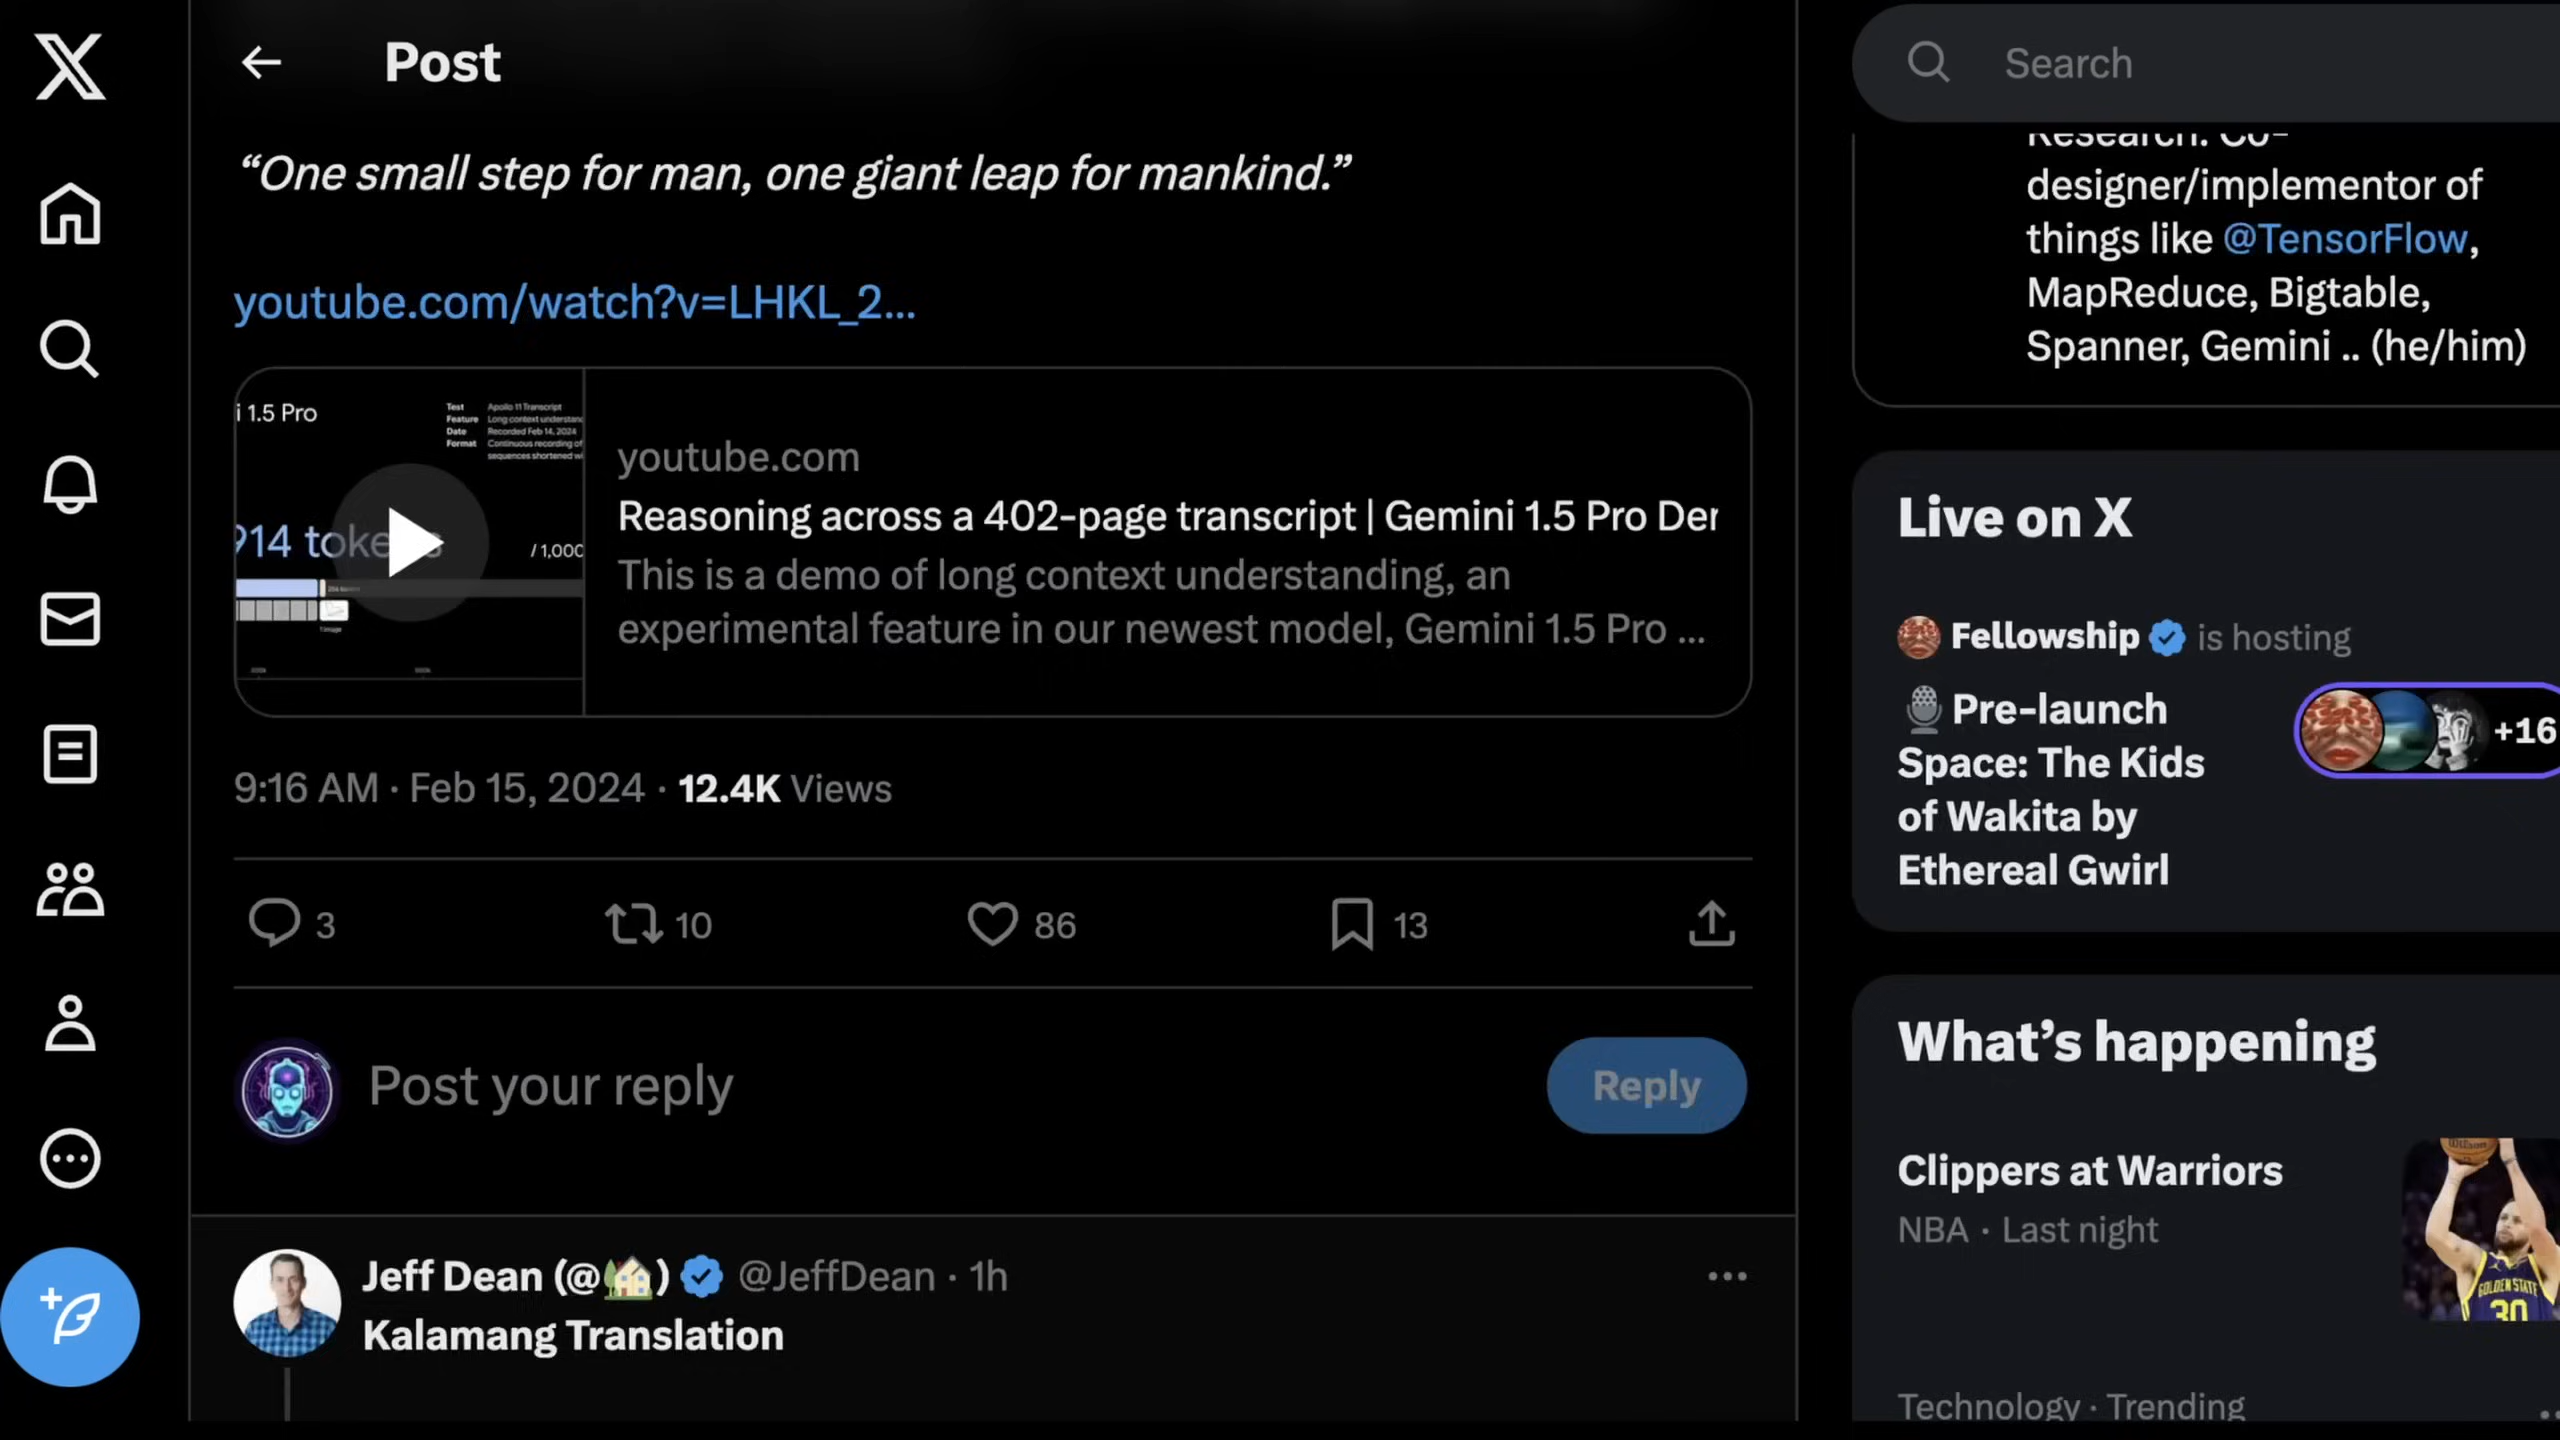 Post
“One small step for man, one giant leap for mankind.”
youtube.com/watch?v=LHKL_2...
i 1.5 Pro
Test Apollo 11 Transcript
Feature Long context understand
Date Recorded Feb 14, 2024
Format Continuous recording of
sequences shortened wi
914 tokens
/ 1,000
youtube.com
Reasoning across a 402-page transcript | Gemini 1.5 Pro Der
This is a demo of long context understanding, an
experimental feature in our newest model, Gemini 1.5 Pro ...
9:16 AM · Feb 15, 2024 · 12.4K Views
3 10 86 13
Post your reply
Reply
Jeff Dean (@🏡) @JeffDean · 1h
Kalamang Translation
Search
Research. Co-
designer/implementor of
things like @TensorFlow,
MapReduce, Bigtable,
Spanner, Gemini .. (he/him)
Live on X
Fellowship is hosting
Pre-launch
Space: The Kids
of Wakita by
Ethereal Gwirl
+16
What’s happening
Clippers at Warriors
NBA · Last night
Wilson
GOLDEN STATE
30
Technology · Trending